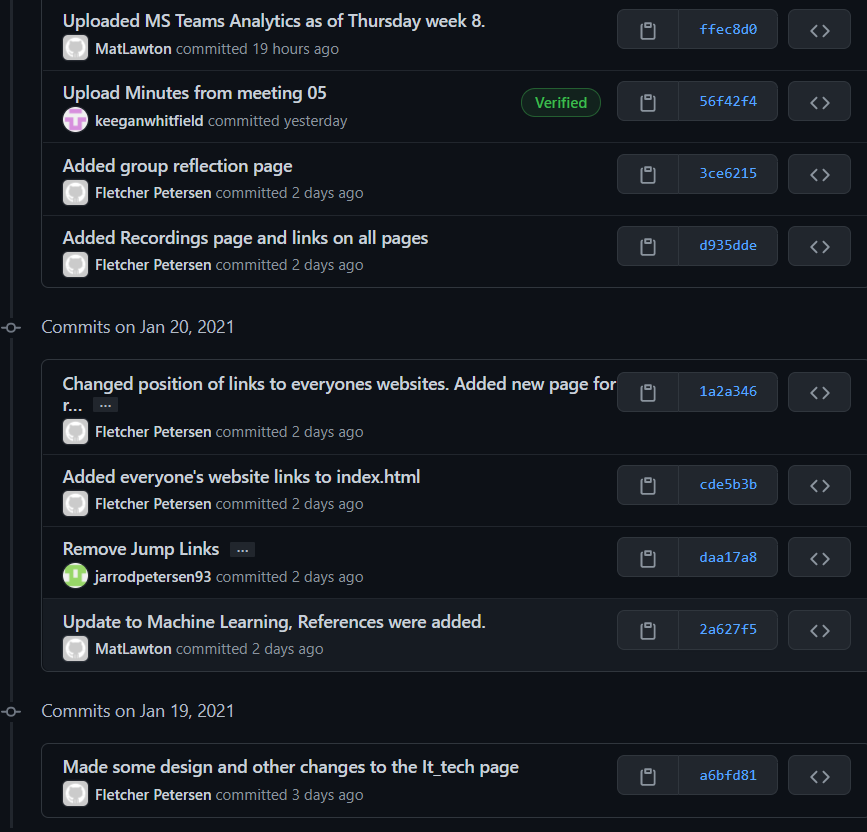 Uploaded MS Teams Analytics as of Thursday week 8.
ffec8d0
MatLawton committed 19 hours ago
Upload Minutes from meeting 05
Verified
56f42f4
keeganwhitfield committed yesterday
Added group reflection page
3ce6215
Fletcher Petersen committed 2 days ago
Added Recordings page and links on all pages
d935dde
Fletcher Petersen committed 2 days ago
Commits on Jan 20, 2021
Changed position of links to everyones websites. Added new page for
r... ...
1a2a346
Fletcher Petersen committed 2 days ago
Added everyone's website links to index.html
cde5b3b
Fletcher Petersen committed 2 days ago
Remove Jump Links ...
daa17a8
jarrodpetersen93 committed 2 days ago
Update to Machine Learning, References were added.
2a627f5
MatLawton committed 2 days ago
Commits on Jan 19, 2021
Made some design and other changes to the It_tech page
a6bfd81
Fletcher Petersen committed 3 days ago